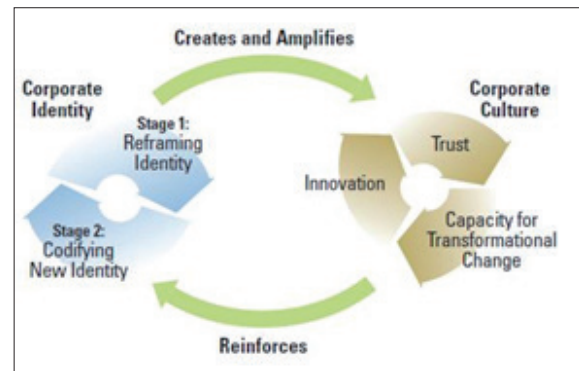 Creates and Amplifies
Corporate
Identity
Stage 1:
Reframing
Identity
Stage 2:
Codifying
New Identity
Corporate
Culture
Trust
Innovation
Capacity for
Transformational
Change
Reinforces